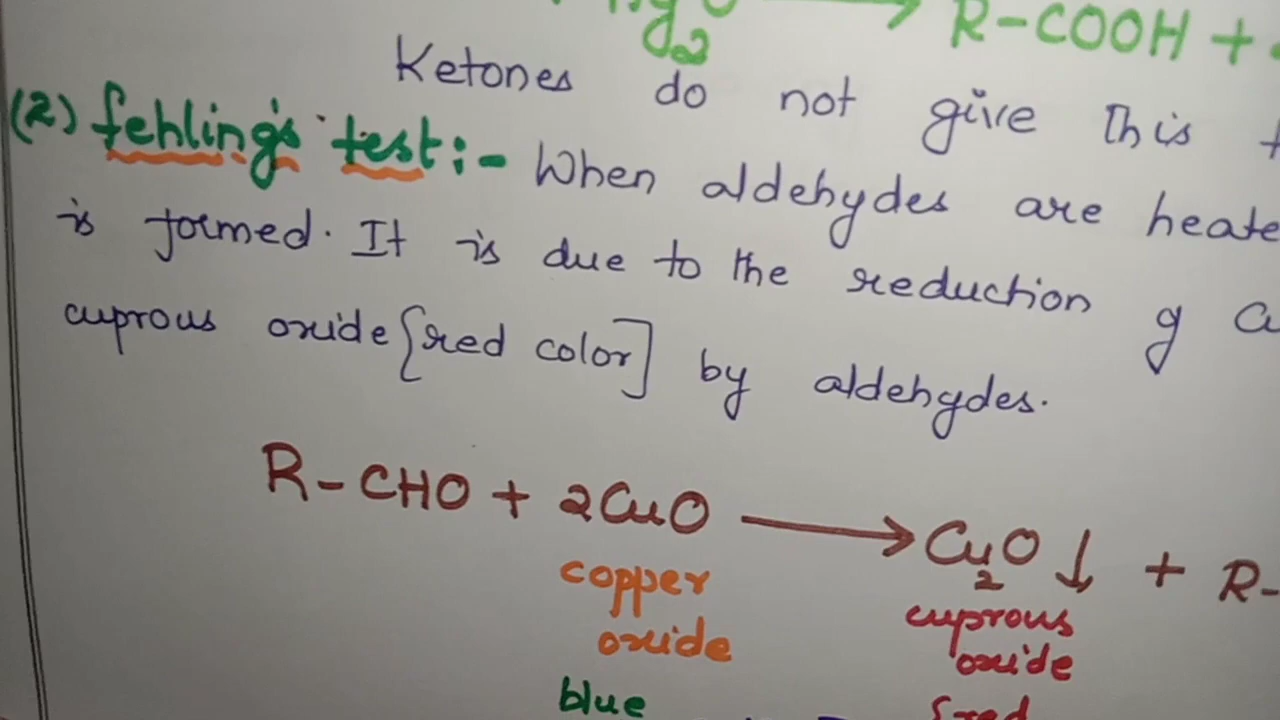 R-COOH +
Ketones do not give This
(2) fehling's test:- When aldehydes are heate
is formed. It is due to the reduction g
cuprous oxide [red color] by aldehydes.
R-CHO + 2CuO → Cu2O ↓ + R-
copper cuprous
oxide oxide
blue [red